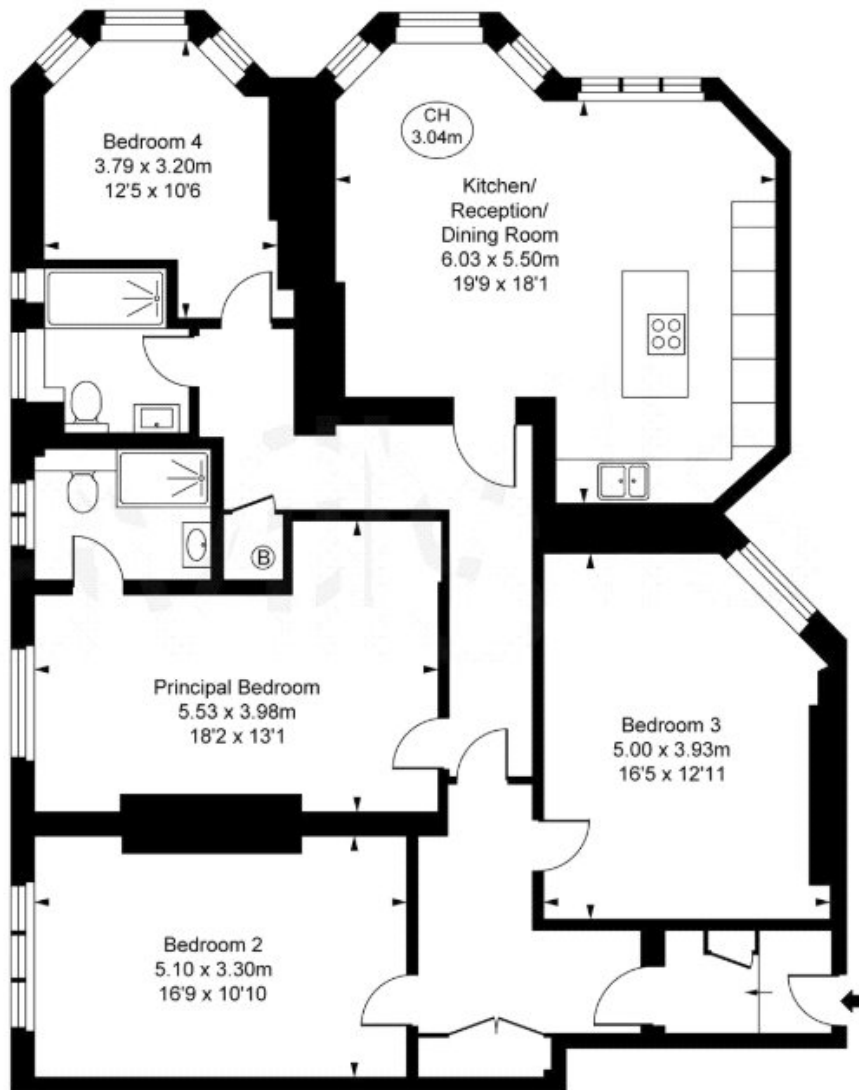 Bedroom 4
3.79 x 3.20m
12'5 x 10'6
CH
3.04m
Kitchen/
Reception/
Dining Room
6.03 x 5.50m
19'9 x 18'1
B
Principal Bedroom
5.53 x 3.98m
18'2 x 13'1
Bedroom 3
5.00 x 3.93m
16'5 x 12'11
Bedroom 2
5.10 x 3.30m
16'9 x 10'10